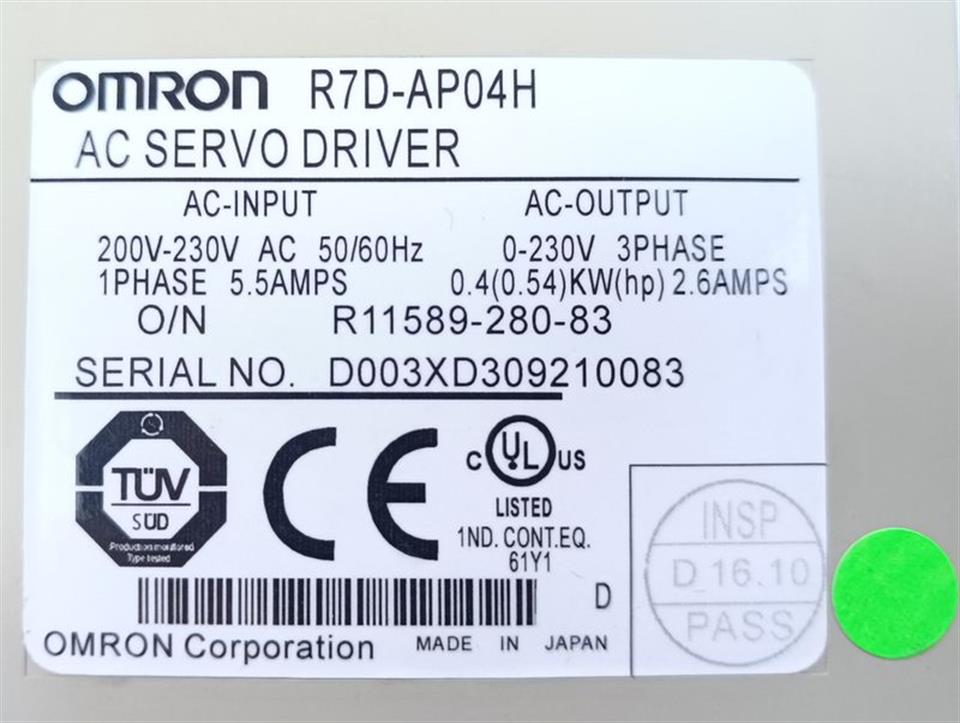 OMRON R7D-AP04H
AC SERVO DRIVER
AC-INPUT AC-OUTPUT
200V-230V AC 50/60Hz 0-230V 3PHASE
1PHASE 5.5AMPS 0.4(0.54)KW(hp) 2.6AMPS
O/N R11589-280-83
SERIAL NO. D003XD309210083
TÜV
SÜD
Production monitored
Type tested
CE
C UL US
LISTED
1ND. CONT.EQ.
61Y1
D
OMRON Corporation MADE IN JAPAN
INSP
D_16.10
PASS